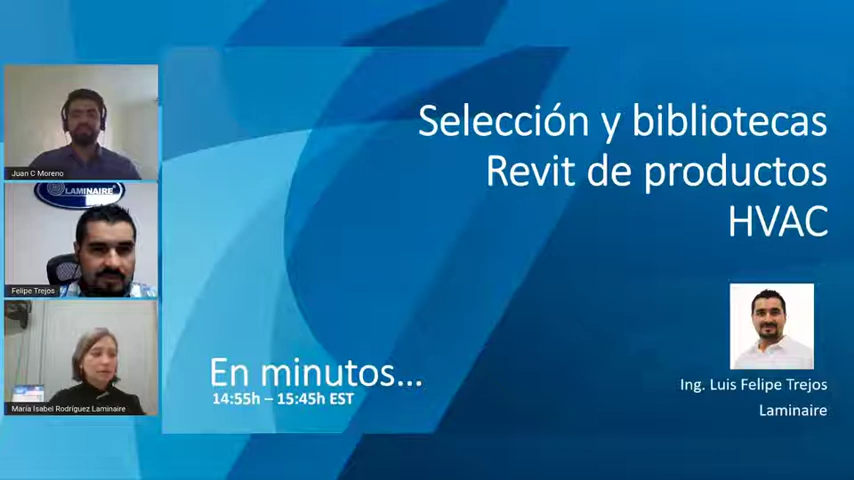 Juan C Moreno
LAMINAIRE
Felipe Trejos
María Isabel Rodríguez Laminaire
Selección y bibliotecas
Revit de productos
HVAC
En minutos...
14:55h – 15:45h EST
Ing. Luis Felipe Trejos
Laminaire